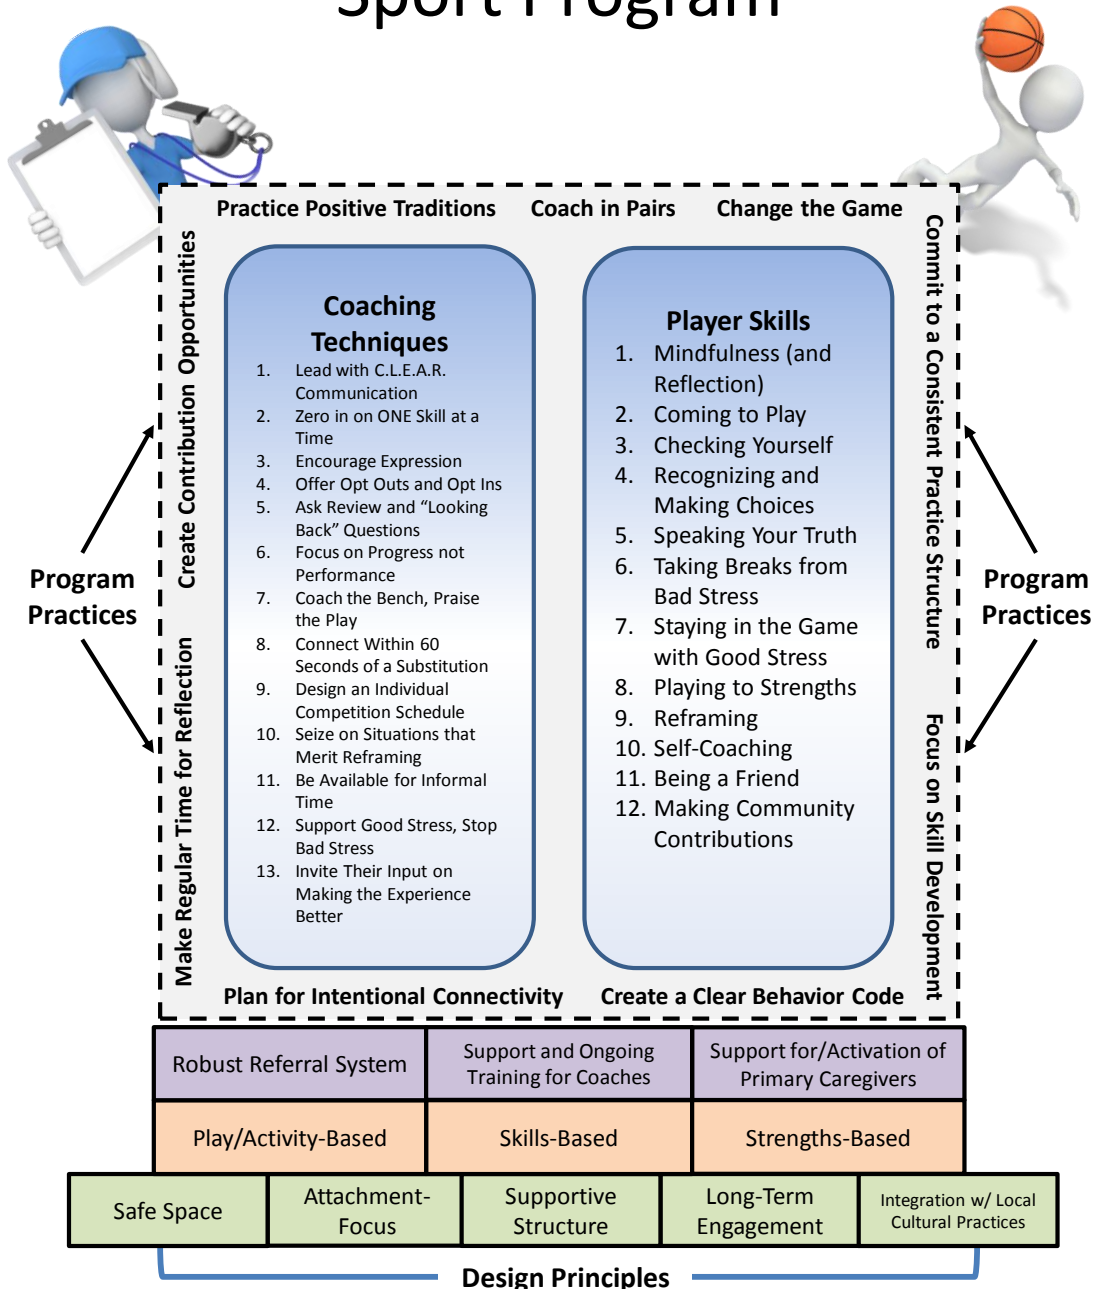 Sport Program
Practice Positive Traditions
Coach in Pairs
Change the Game
Create Contribution Opportunities
Make Regular Time for Reflection
Commit to a Consistent Practice Structure
Focus on Skill Development
Program
Practices
Coaching
Techniques
1. Lead with C.L.E.A.R.
Communication
2. Zero in on ONE Skill at a
Time
3. Encourage Expression
4. Offer Opt Outs and Opt Ins
5. Ask Review and “Looking
Back” Questions
6. Focus on Progress not
Performance
7. Coach the Bench, Praise
the Play
8. Connect Within 60
Seconds of a Substitution
9. Design an Individual
Competition Schedule
10. Seize on Situations that
Merit Reframing
11. Be Available for Informal
Time
12. Support Good Stress, Stop
Bad Stress
13. Invite Their Input on
Making the Experience
Better
Player Skills
1. Mindfulness (and
Reflection)
2. Coming to Play
3. Checking Yourself
4. Recognizing and
Making Choices
5. Speaking Your Truth
6. Taking Breaks from
Bad Stress
7. Staying in the Game
with Good Stress
8. Playing to Strengths
9. Reframing
10. Self-Coaching
11. Being a Friend
12. Making Community
Contributions
Program
Practices
Plan for Intentional Connectivity
Create a Clear Behavior Code
Robust Referral System
Support and Ongoing
Training for Coaches
Support for/Activation of
Primary Caregivers
Play/Activity-Based
Skills-Based
Strengths-Based
Safe Space
Attachment-
Focus
Supportive
Structure
Long-Term
Engagement
Integration w/ Local
Cultural Practices
Design Principles